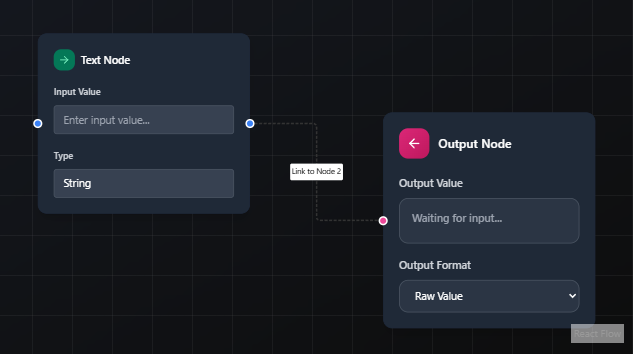 Text Node
Input Value
Enter input value...
Type
String
Link to Node 2
Output Node
Output Value
Waiting for input...
Output Format
Raw Value
React Flow